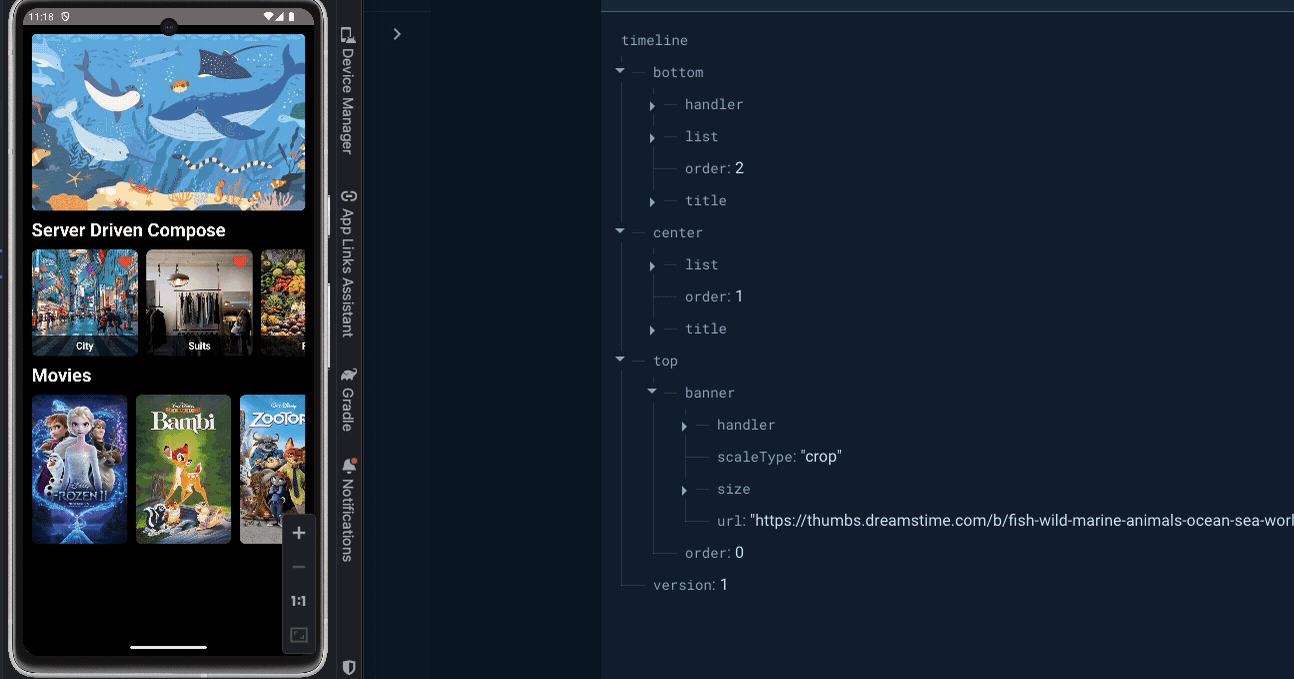 11:18
Server Driven Compose
City
Suits
F
Movies
FROZEN II
Bambi
ZOOTOP
1:1
Device Manager
App Links Assistant
Gradle
Notifications
timeline
bottom
handler
list
order: 2
title
center
list
order: 1
title
top
banner
handler
scaleType: "crop"
size
url: "https://thumbs.dreamstime.com/b/fish-wild-marine-animals-ocean-sea-worl
order: 0
version: 1